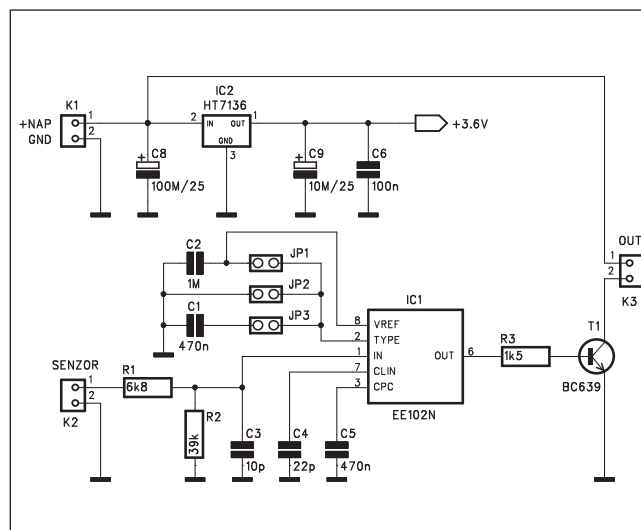 IC2
HT7136
K1
+NAP
GND
1
2
2
IN
OUT
GND
1
3
+3.6V
+
C8
100M/25
+
C9
10M/25
C6
100n
OUT
1
2
K3
C2
1M
JP1
JP2
JP3
C1
470n
IC1
8
VREF
2
TYPE
1
IN
7
CLIN
3
CPC
OUT
6
EE102N
R3
1k5
T1
BC639
SENZOR
1
2
K2
R1
6k8
R2
39k
C3
10p
C4
22p
C5
470n